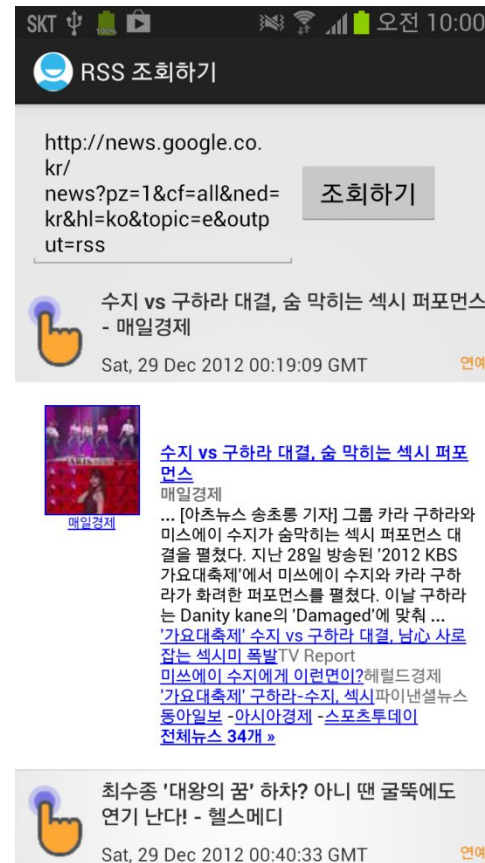 SKT 100% 오전 10:00
RSS 조회하기
http://news.google.co.
kr/
news?pz=1&cf=all&ned=
kr&hl=ko&topic=e&outp
ut=rss
조회하기
수지 vs 구하라 대결, 숨 막히는 섹시 퍼포먼스
- 매일경제
Sat, 29 Dec 2012 00:19:09 GMT 연예
매일경제
수지 vs 구하라 대결, 숨 막히는 섹시 퍼포
먼스
매일경제
... [아츠뉴스 송초롱 기자] 그룹 카라 구하라와
미스에이 수지가 숨막히는 섹시 퍼포먼스 대
결을 펼쳤다. 지난 28일 방송된 '2012 KBS
가요대축제'에서 미쓰에이 수지와 카라 구하
라가 화려한 퍼포먼스를 펼쳤다. 이날 구하라
는 Danity kane의 'Damaged'에 맞춰 ...
'가요대축제' 수지 vs 구하라 대결, 남心 사로
잡는 섹시미 폭발TV Report
미쓰에이 수지에게 이런면이?헤럴드경제
'가요대축제' 구하라-수지, 섹시파이낸셜뉴스
동아일보 -아시아경제 -스포츠투데이
전체뉴스 34개 »
최수종 '대왕의 꿈' 하차? 아니 땐 굴뚝에도
연기 난다! - 헬스메디
Sat, 29 Dec 2012 00:40:33 GMT 연예